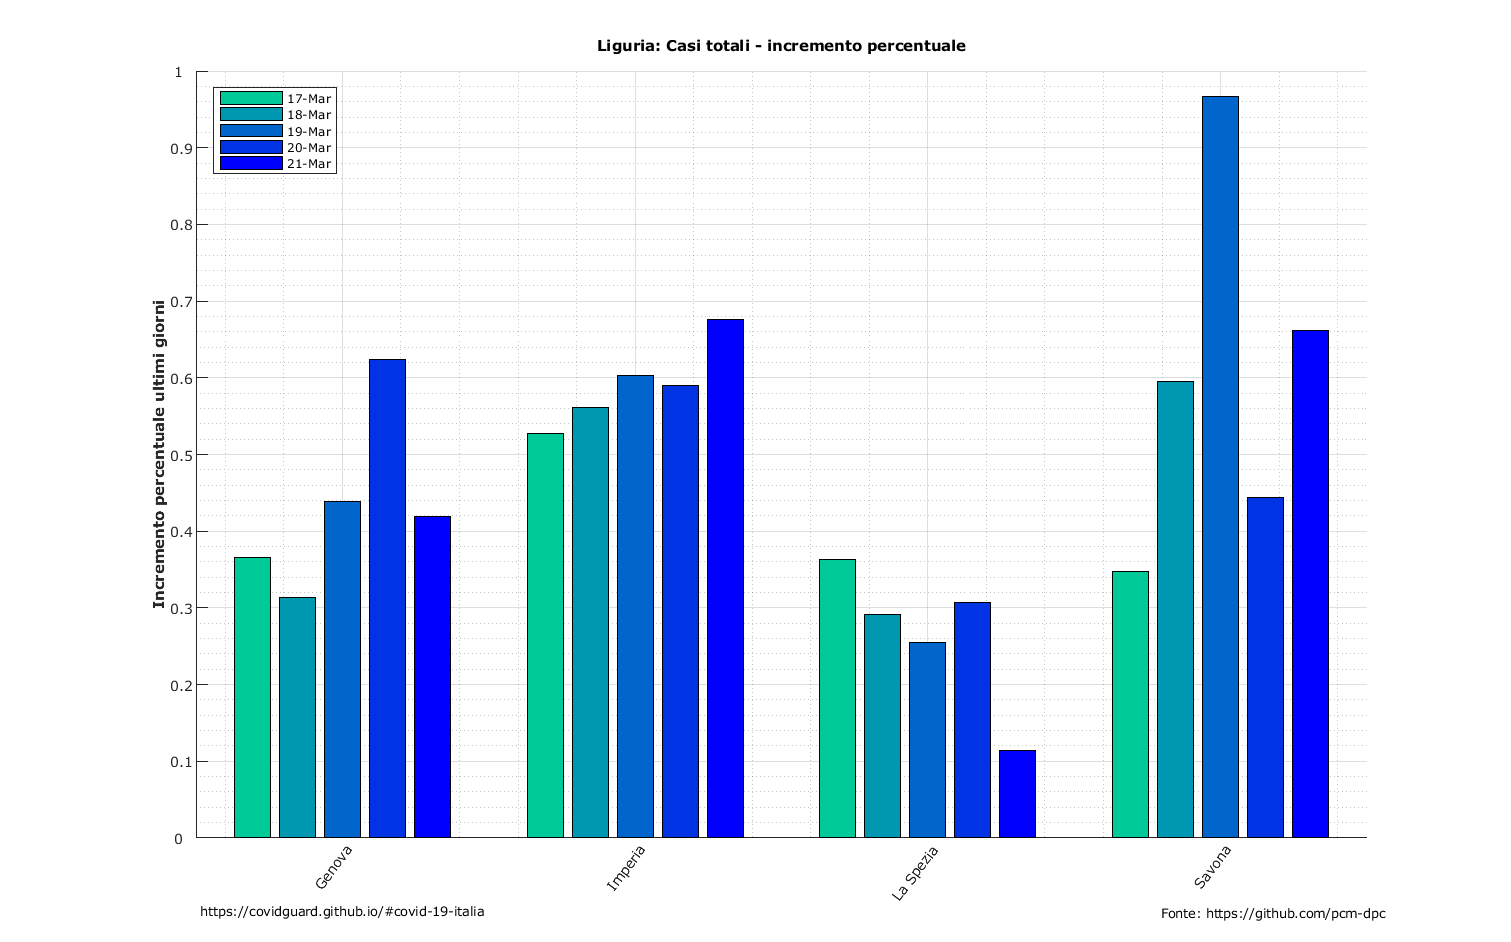 Liguria: Casi totali - incremento percentuale
1
0.9
0.8
0.7
0.6
0.5
0.4
0.3
0.2
0.1
0
Incremento percentuale ultimi giorni
17-Mar
18-Mar
19-Mar
20-Mar
21-Mar
Genova
Imperia
La Spezia
Savona
https://covidguard.github.io/#covid-19-italia
Fonte: https://github.com/pcm-dpc